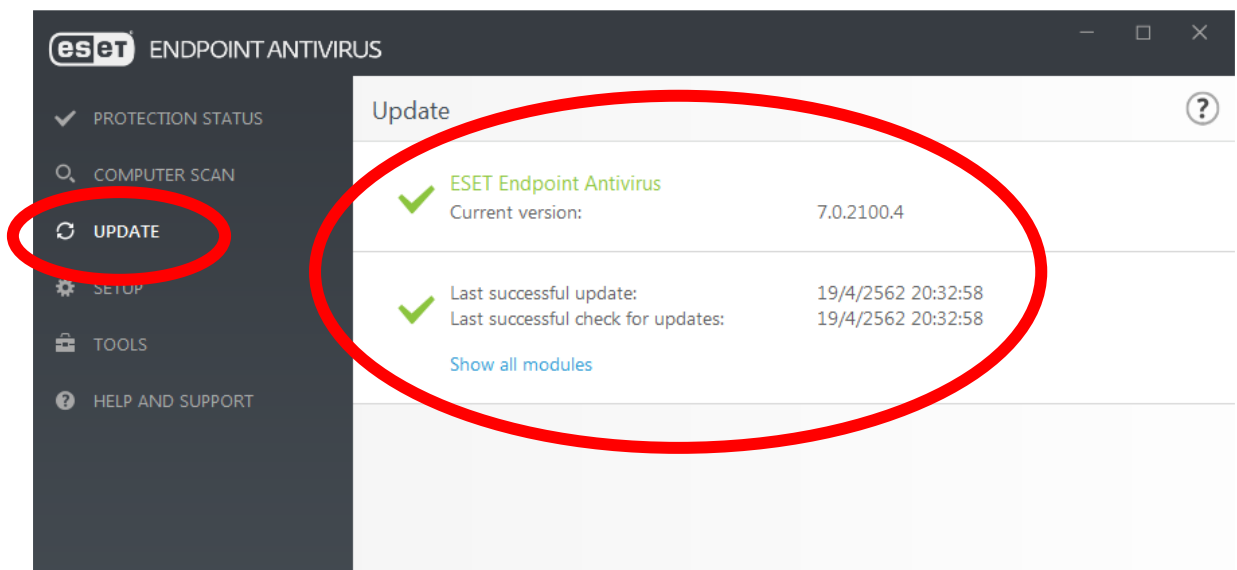 eset ENDPOINT ANTIVIRUS
PROTECTION STATUS
COMPUTER SCAN
UPDATE
SETUP
TOOLS
HELP AND SUPPORT
Update
?
ESET Endpoint Antivirus
Current version: 7.0.2100.4
Last successful update: 19/4/2562 20:32:58
Last successful check for updates: 19/4/2562 20:32:58
Show all modules